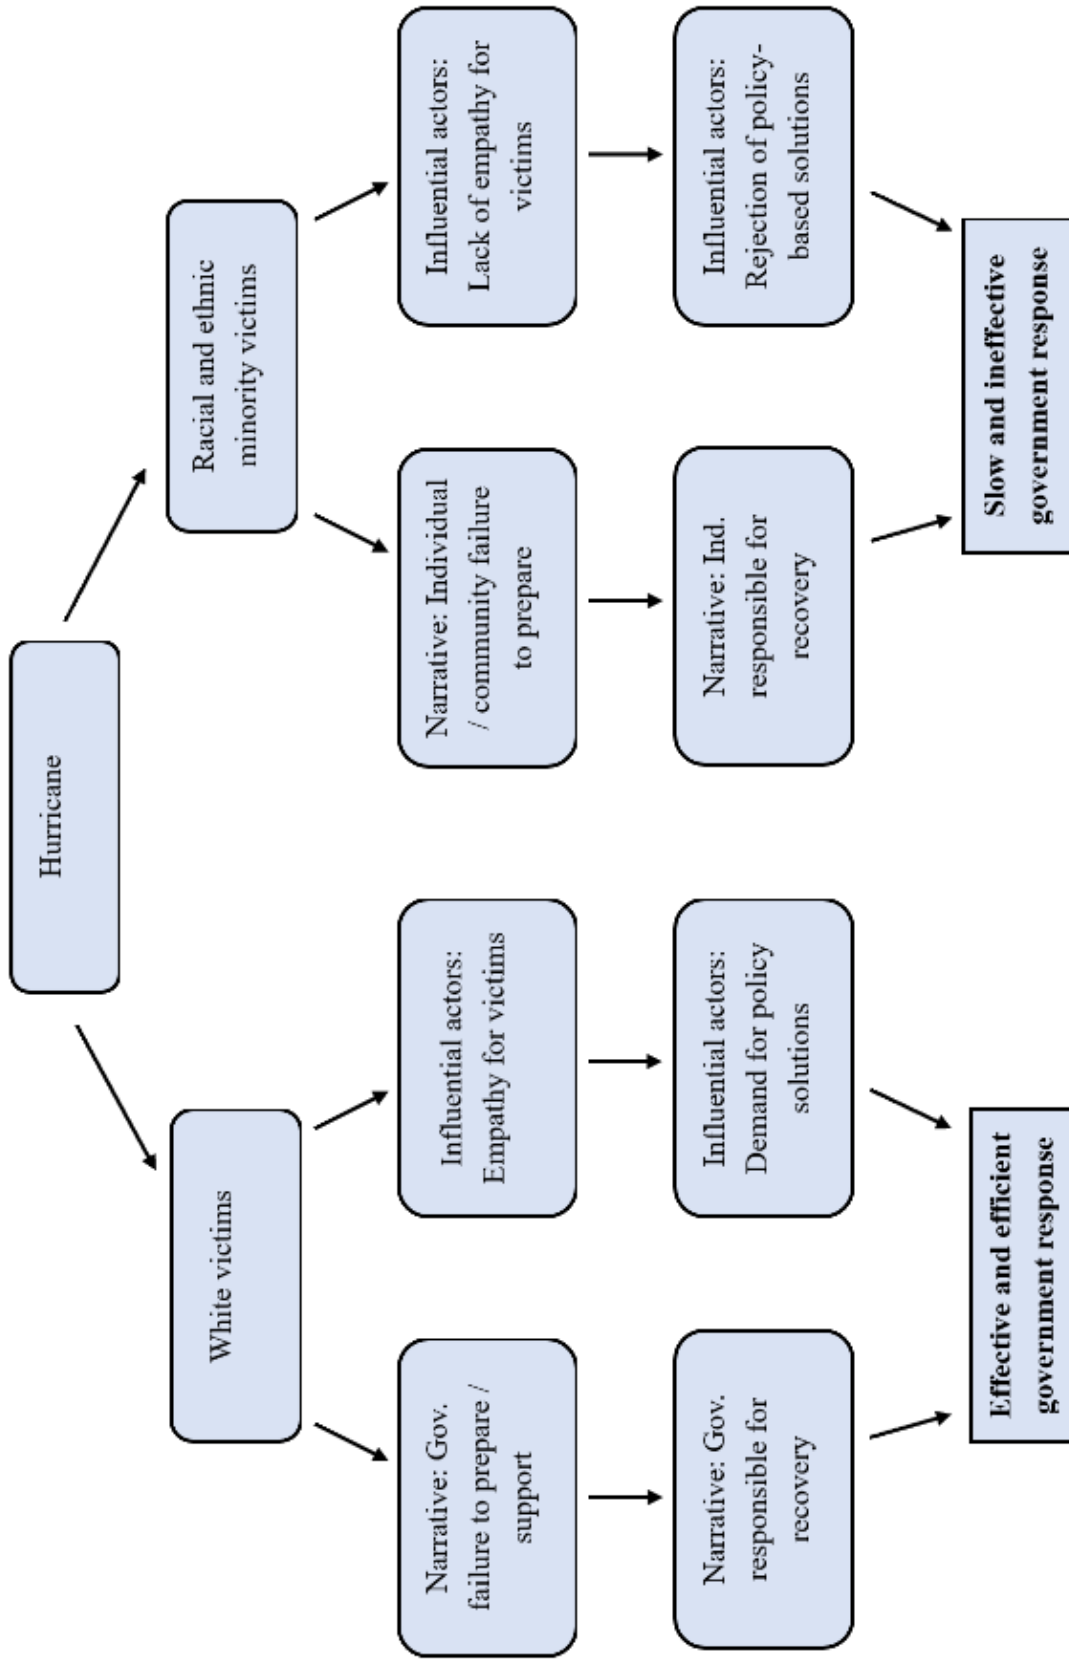 Hurricane
White victims
Racial and ethnic
minority victims
Narrative: Gov.
failure to prepare /
support
Influential actors:
Empathy for victims
Narrative: Individual
/ community failure
to prepare
Influential actors:
Lack of empathy for
victims
Narrative: Gov.
responsible for
recovery
Influential actors:
Demand for policy
solutions
Narrative: Ind.
responsible for
recovery
Influential actors:
Rejection of policy-
based solutions
Effective and efficient
government response
Slow and ineffective
government response